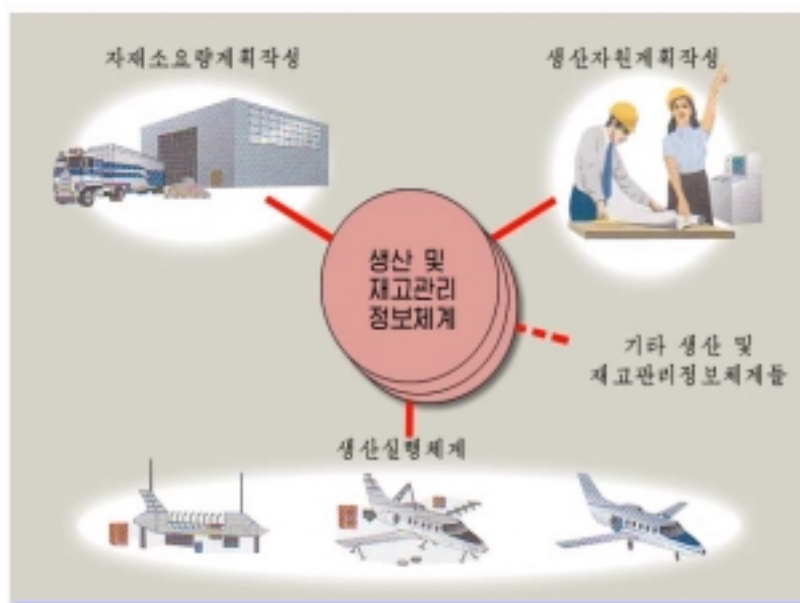 자재소요량계획작성
생산자원계획작성
생산 및
재고관리
정보체계
기타 생산 및
재고관리정보체계들
생산실행체계